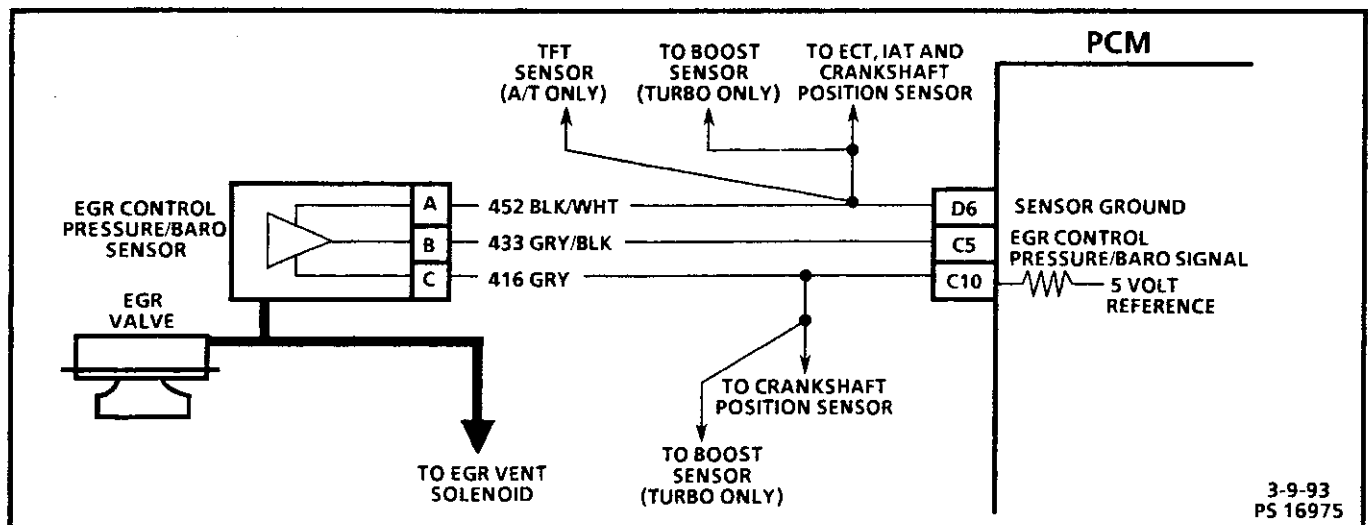 PCM
TFT
SENSOR
(A/T ONLY)
TO BOOST
SENSOR
(TURBO ONLY)
TO ECT, IAT AND
CRANKSHAFT
POSITION SENSOR
EGR CONTROL
PRESSURE/BARO
SENSOR
A
452 BLK/WHT
D6
SENSOR GROUND
B
433 GRY/BLK
C5
EGR CONTROL
PRESSURE/BARO SIGNAL
C
416 GRY
C10
5 VOLT
REFERENCE
EGR
VALVE
TO CRANKSHAFT
POSITION SENSOR
TO EGR VENT
SOLENOID
TO BOOST
SENSOR
(TURBO ONLY)
3-9-93
PS 16975